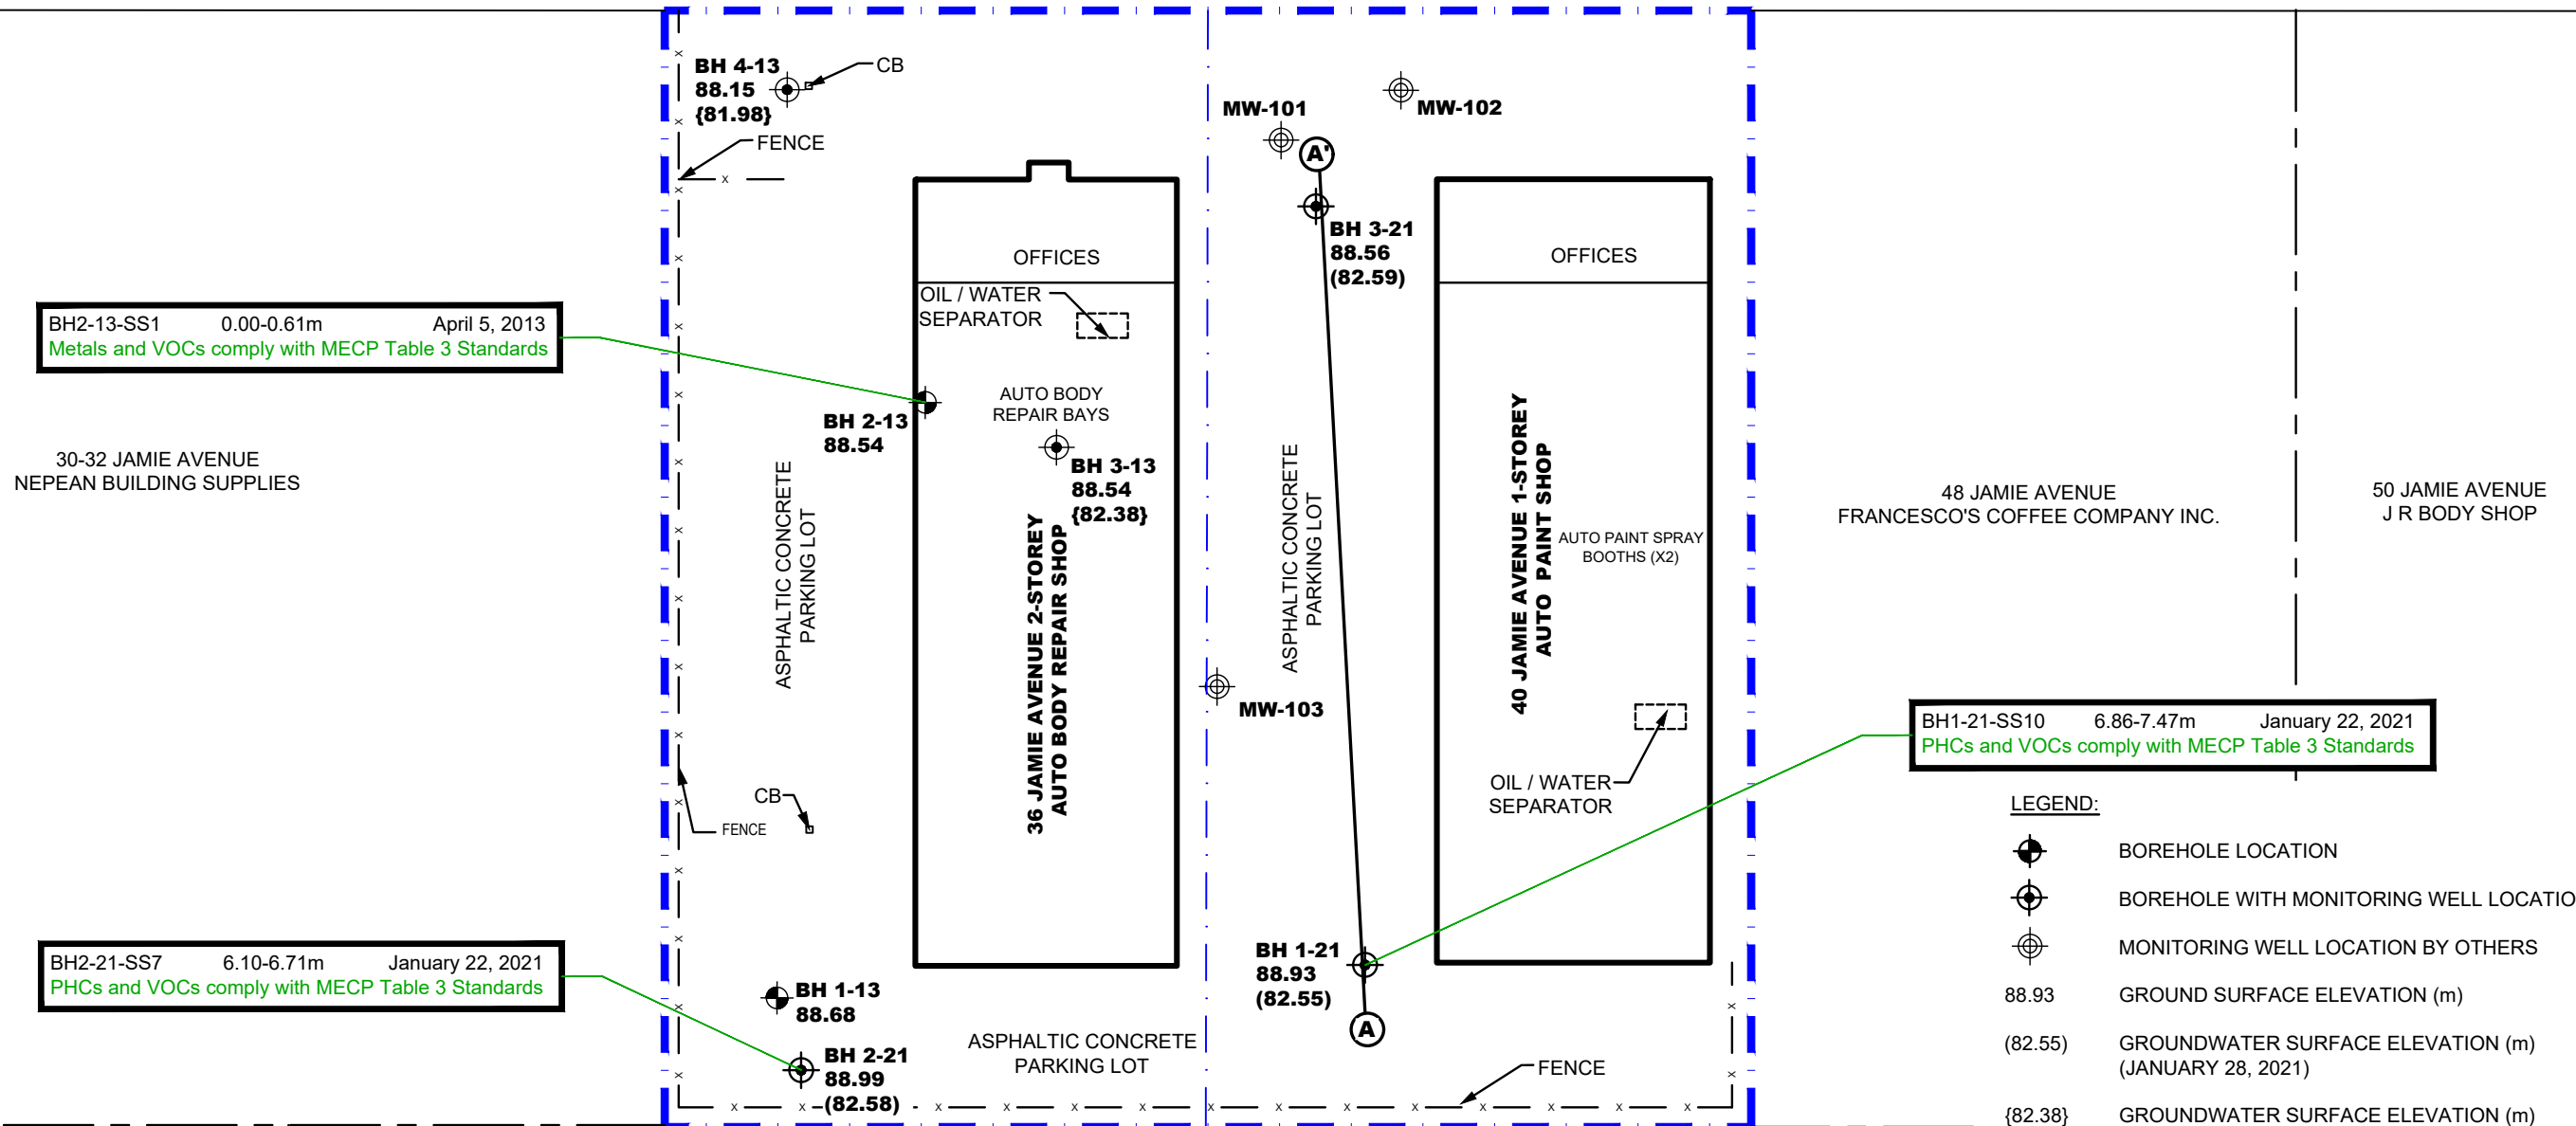 BH 4-13
88.15
{81.98}
CB
FENCE
MW-101
MW-102
A'
BH 3-21
88.56
(82.59)
OFFICES
OFFICES
OIL / WATER
SEPARATOR
BH2-13-SS1 0.00-0.61m April 5, 2013
Metals and VOCs comply with MECP Table 3 Standards
BH 2-13
88.54
AUTO BODY
REPAIR BAYS
BH 3-13
88.54
{82.38}
30-32 JAMIE AVENUE
NEPEAN BUILDING SUPPLIES
ASPHALTIC CONCRETE
PARKING LOT
36 JAMIE AVENUE 2-STOREY
AUTO BODY REPAIR SHOP
ASPHALTIC CONCRETE
PARKING LOT
40 JAMIE AVENUE 1-STOREY
AUTO PAINT SHOP
AUTO PAINT SPRAY
BOOTHS (X2)
48 JAMIE AVENUE
FRANCESCO'S COFFEE COMPANY INC.
50 JAMIE AVENUE
J R BODY SHOP
MW-103
OIL / WATER
SEPARATOR
BH1-21-SS10 6.86-7.47m January 22, 2021
PHCs and VOCs comply with MECP Table 3 Standards
CB
FENCE
BH2-21-SS7 6.10-6.71m January 22, 2021
PHCs and VOCs comply with MECP Table 3 Standards
BH 1-13
88.68
BH 2-21
88.99
(82.58)
ASPHALTIC CONCRETE
PARKING LOT
BH 1-21
88.93
(82.55)
A
FENCE
LEGEND:
BOREHOLE LOCATION
BOREHOLE WITH MONITORING WELL LOCATIO
MONITORING WELL LOCATION BY OTHERS
88.93 GROUND SURFACE ELEVATION (m)
(82.55) GROUNDWATER SURFACE ELEVATION (m)
(JANUARY 28, 2021)
{82.38} GROUNDWATER SURFACE ELEVATION (m)